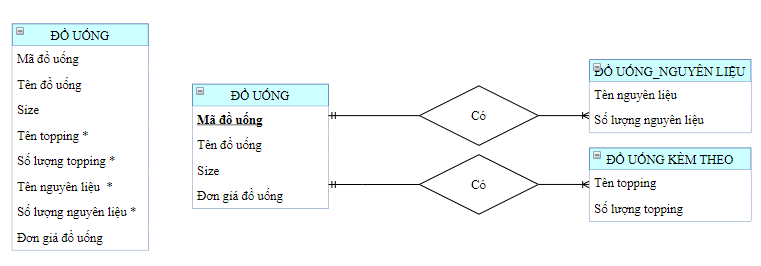 ĐỒ UỐNG
Mã đồ uống
Tên đồ uống
Size
Tên topping *
Số lượng topping *
Tên nguyên liệu *
Số lượng nguyên liệu *
Đơn giá đồ uống
ĐỒ UỐNG
Mã đồ uống
Tên đồ uống
Size
Đơn giá đồ uống
Có
Có
ĐỒ UỐNG_NGUYÊN LIỆU
Tên nguyên liệu
Số lượng nguyên liệu
ĐỒ UỐNG KÈM THEO
Tên topping
Số lượng topping